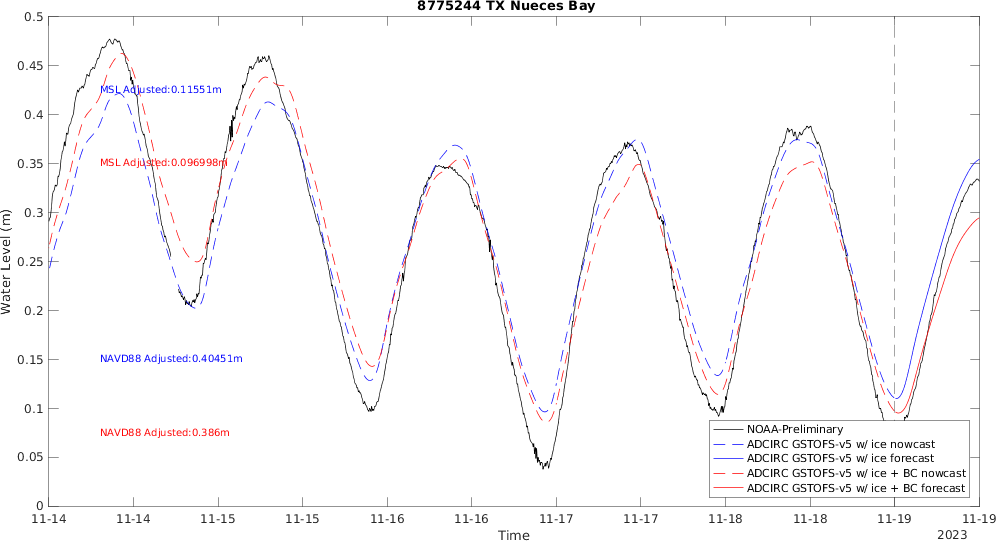 8775244 TX Nueces Bay
0.5
0.45
0.4
0.35
0.3
0.25
0.2
0.15
0.1
0.05
0
Water Level (m)
MSL Adjusted:0.11551m
MSL Adjusted:0.096998m
NAVD88 Adjusted:0.40451m
NAVD88 Adjusted:0.386m
NOAA-Preliminary
ADCIRC GSTOFS-v5 w/ ice nowcast
ADCIRC GSTOFS-v5 w/ ice forecast
ADCIRC GSTOFS-v5 w/ ice + BC nowcast
ADCIRC GSTOFS-v5 w/ ice + BC forecast
11-14 11-14 11-15 11-15 11-16 11-16 11-17 11-17 11-18 11-18 11-19 11-19
Time
2023